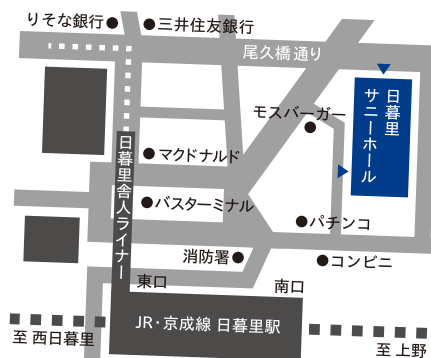 りそな銀行
三井住友銀行
尾久橋通り
日暮里
サニーホール
モスバーガー
マクドナルド
日暮里舎人ライナー
バスターミナル
パチンコ
消防署
コンビニ
東口
南口
JR・京成線 日暮里駅
至 西日暮里
至 上野